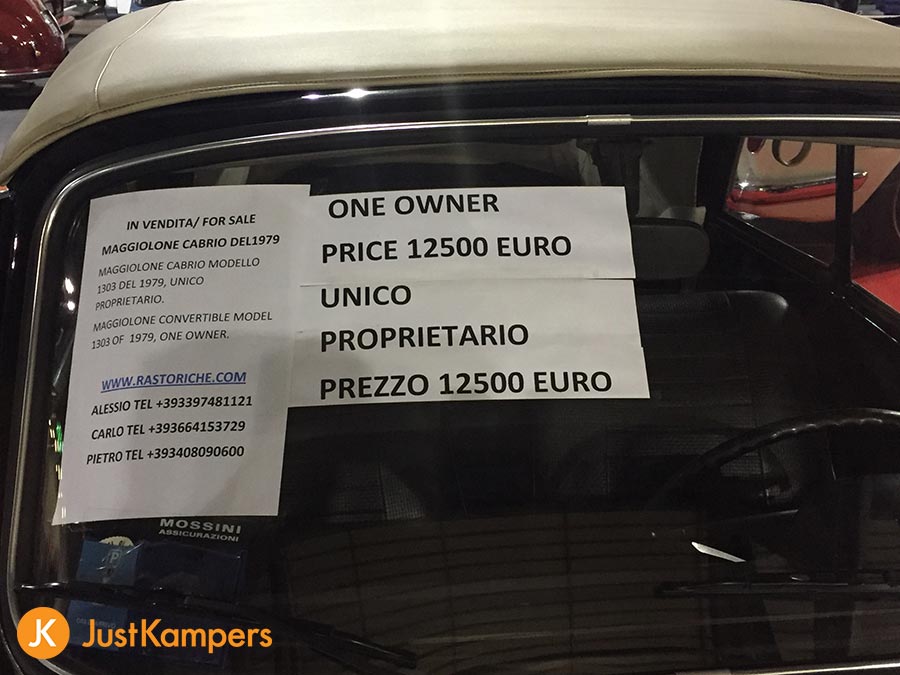 IN VENDITA/ FOR SALE
MAGGIOLONE CABRIO DEL1979
MAGGIOLONE CABRIO MODELLO
1303 DEL 1979, UNICO
PROPRIETARIO.
MAGGIOLONE CONVERTIBLE MODEL
1303 OF 1979, ONE OWNER.
WWW.RASTORICHE.COM
ALESSIO TEL +393397481121
CARLO TEL +393664153729
PIETRO TEL +393408090600
ONE OWNER
PRICE 12500 EURO
UNICO
PROPRIETARIO
PREZZO 12500 EURO
MOSSINI
ASSICURAZIONI
P
JK JustKampers